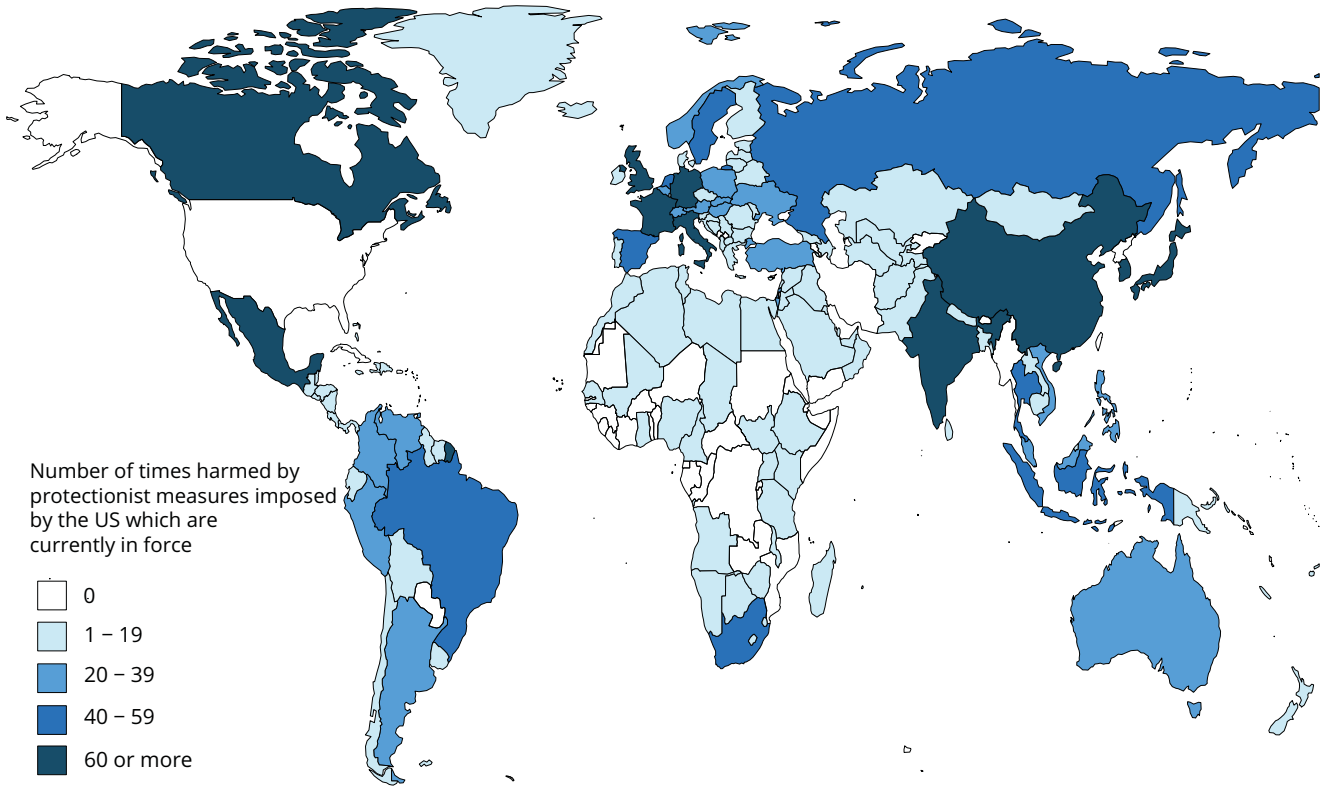 Number of times harmed by
protectionist measures imposed
by the US which are
currently in force
0
1 – 19
20 – 39
40 – 59
60 or more